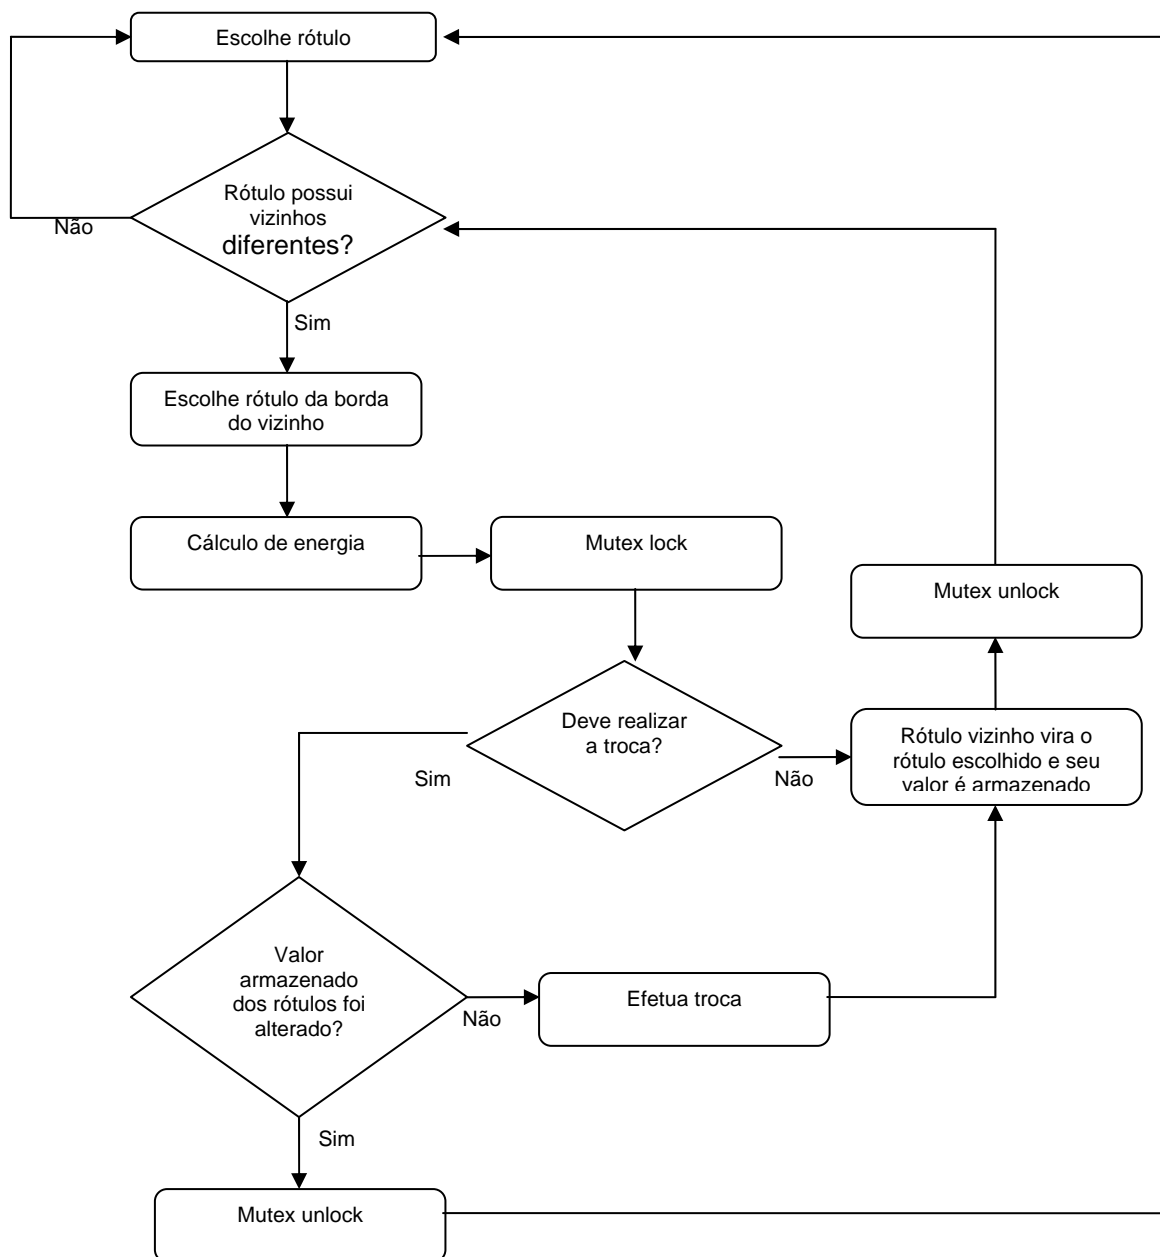 Escolhe rótulo
Rótulo possui
vizinhos
diferentes?
Não
Sim
Escolhe rótulo da borda
do vizinho
Cálculo de energia
Mutex lock
Mutex unlock
Deve realizar
a troca?
Sim
Não
Rótulo vizinho vira o
rótulo escolhido e seu
valor é armazenado
Valor
armazenado
dos rótulos foi
alterado?
Não
Efetua troca
Sim
Mutex unlock